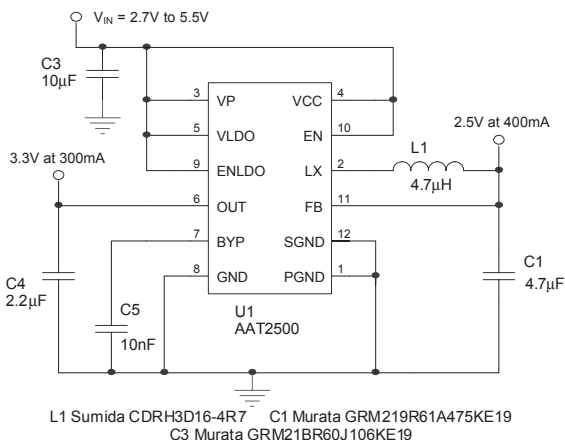 V_IN = 2.7V to 5.5V
C3
10μF
3 VP VCC 4
5 VLDO EN 10
9 ENLDO LX 2
6 OUT FB 11
7 BYP SGND 12
8 GND PGND 1
U1
AAT2500
3.3V at 300mA
2.5V at 400mA
L1
4.7μH
C4
2.2μF
C5
10nF
C1
4.7μF
L1 Sumida CDRH3D16-4R7 C1 Murata GRM219R61A475KE19
C3 Murata GRM21BR60J106KE19